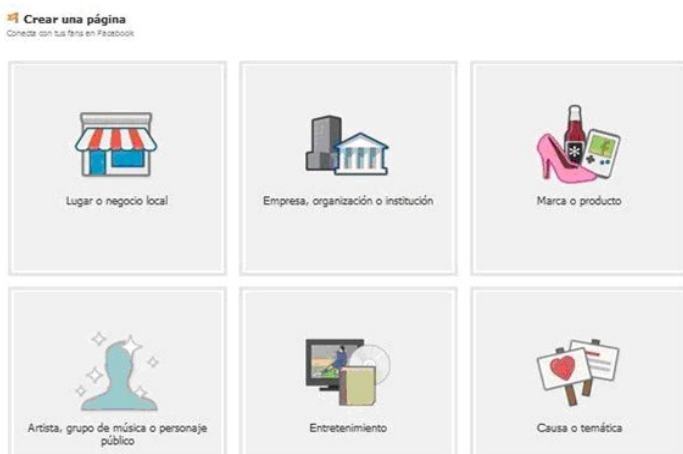 Crear una página
Conecta con tus fans en Facebook
Lugar o negocio local
Empresa, organización o institución
Marca o producto
Artista, grupo de música o personaje
público
Entretenimiento
Causa o temática